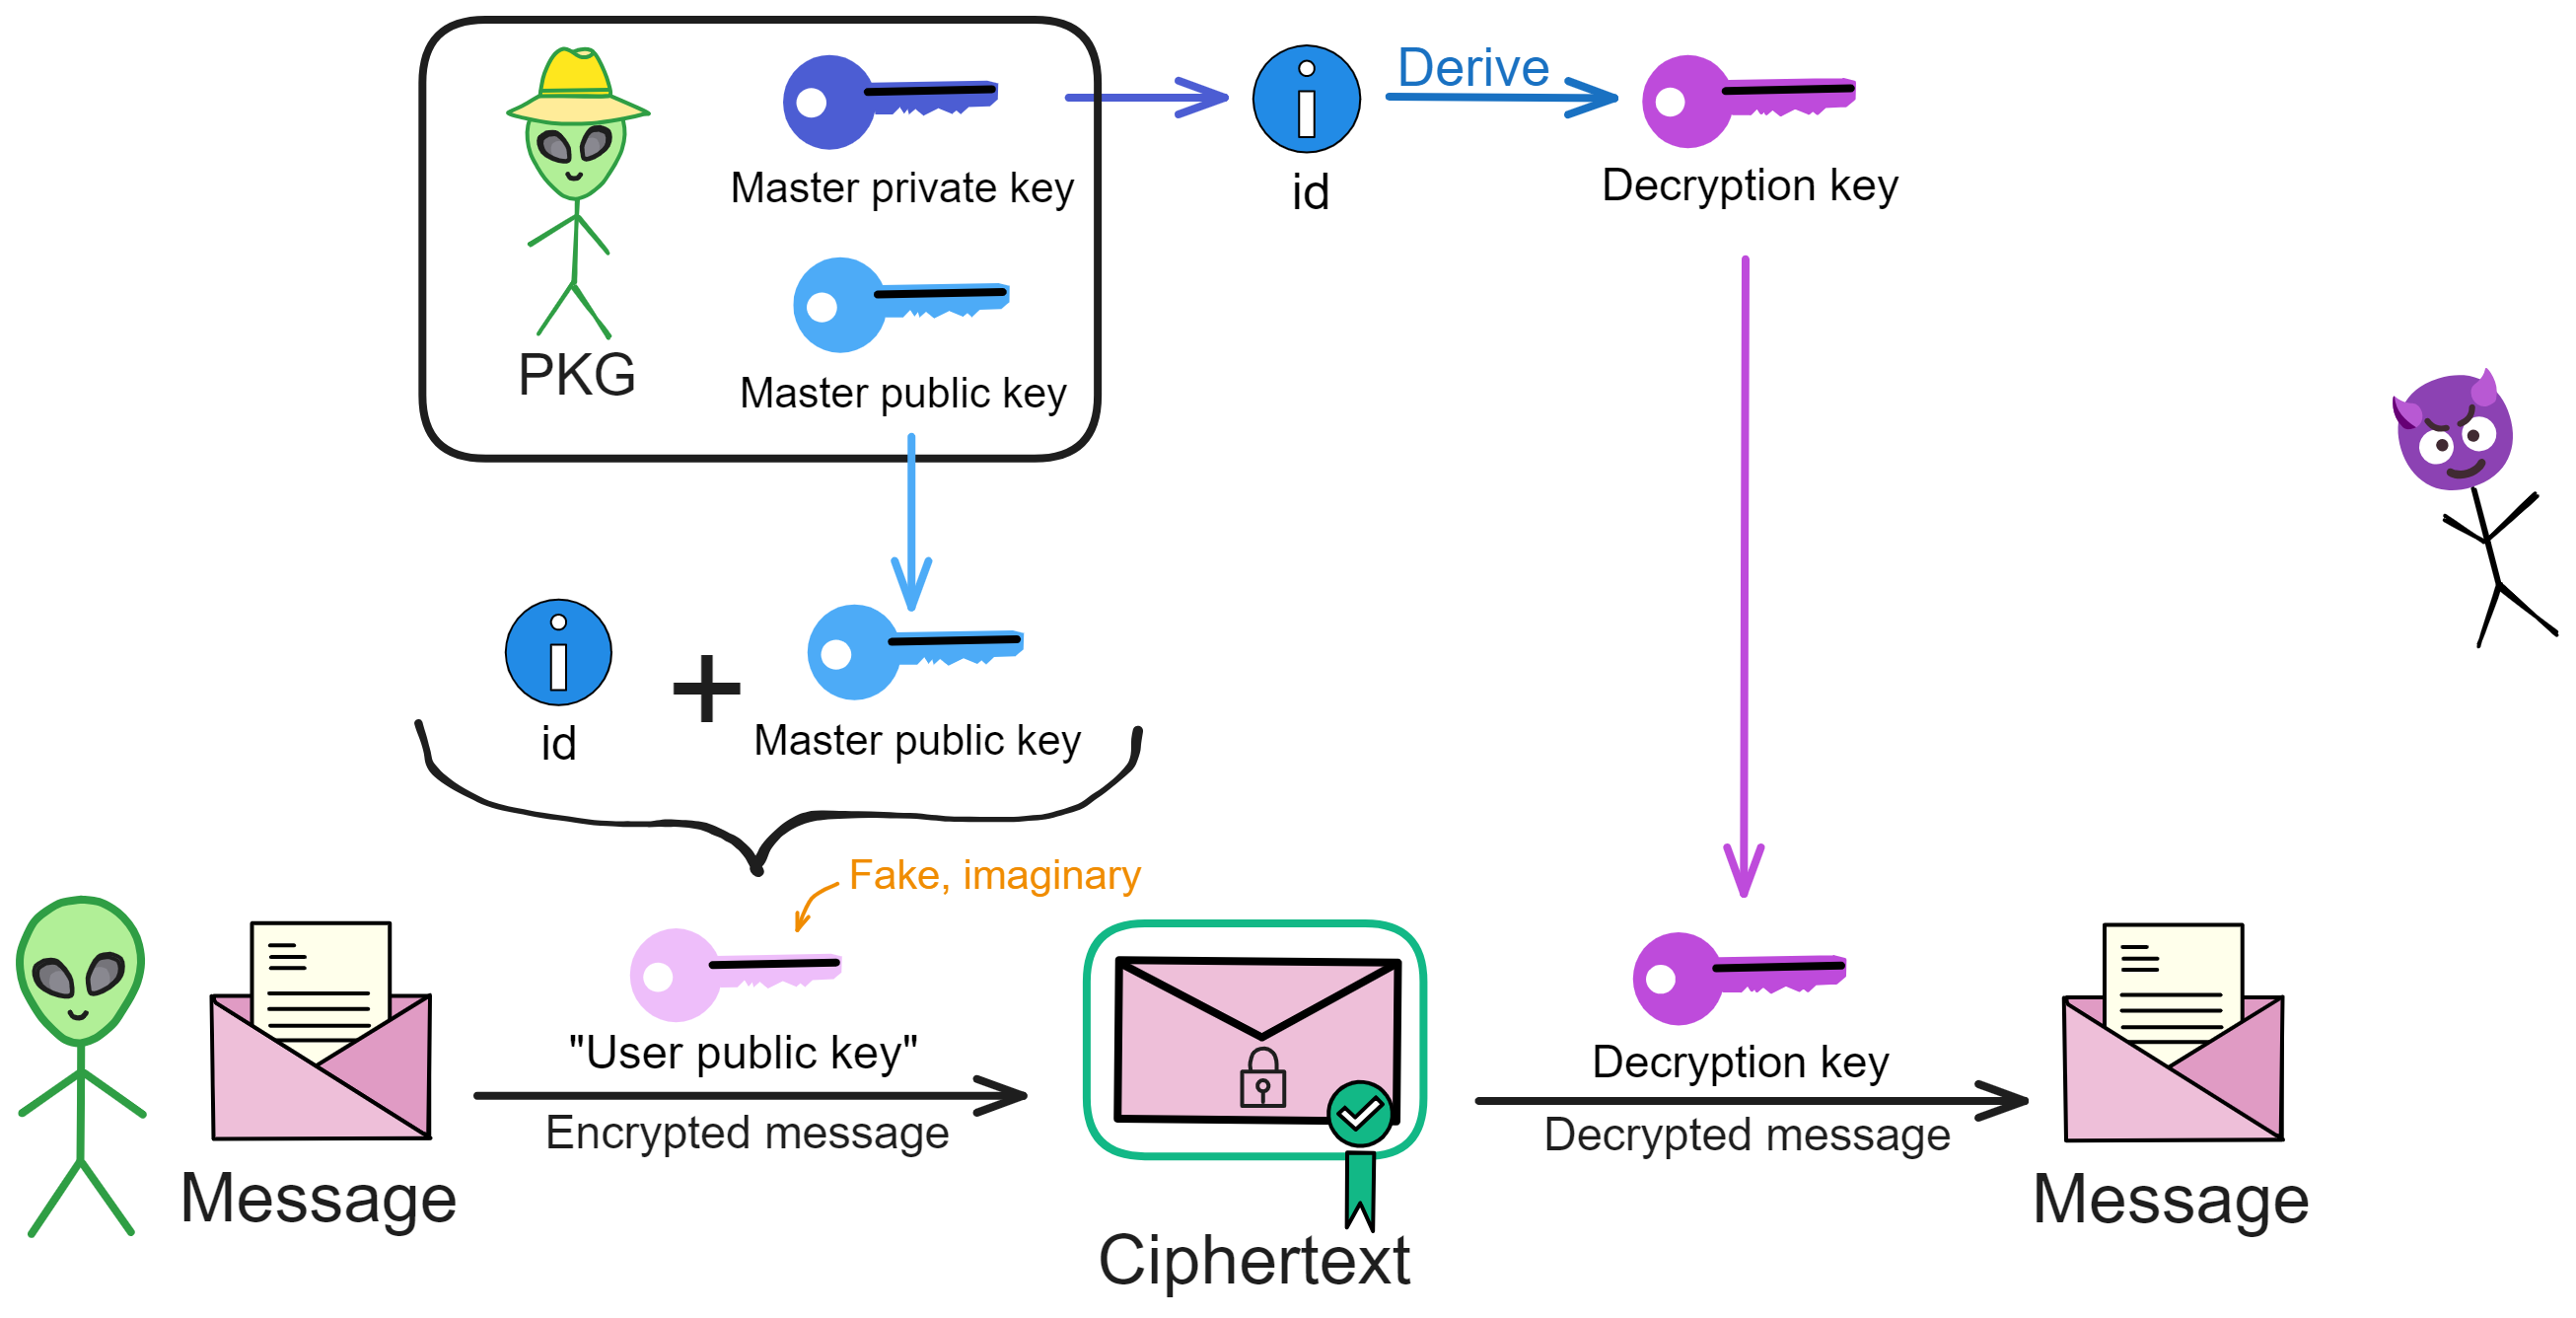 Derive
Master private key
id
Decryption key
PKG
Master public key
id
+
Master public key
Fake, imaginary
"User public key"
Encrypted message
Decryption key
Decrypted message
Message
Ciphertext
Message